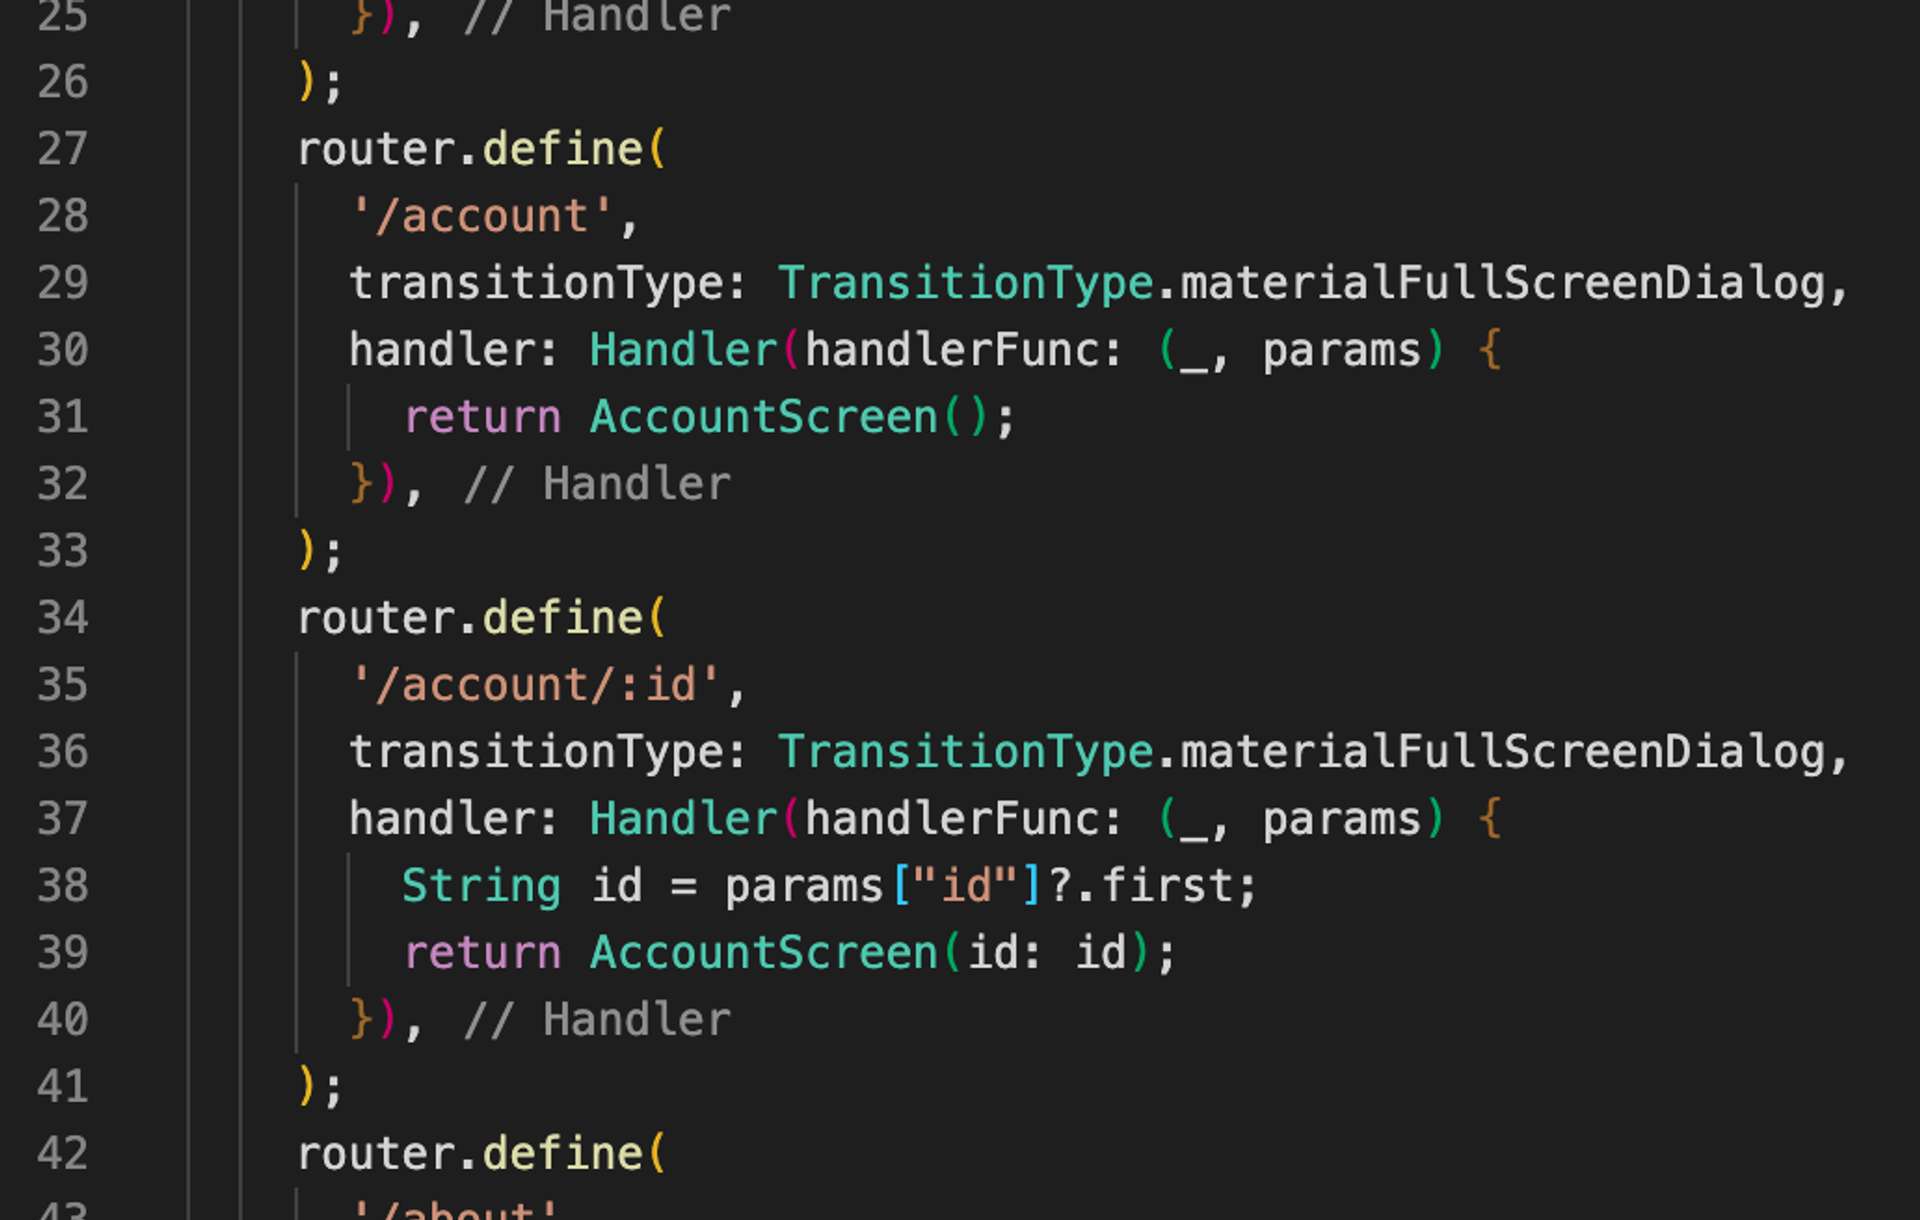 25 }), // Handler
26 );
27 router.define(
28 '/account',
29 transitionType: TransitionType.materialFullScreenDialog,
30 handler: Handler(handlerFunc: (_, params) {
31 return AccountScreen();
32 }), // Handler
33 );
34 router.define(
35 '/account/:id',
36 transitionType: TransitionType.materialFullScreenDialog,
37 handler: Handler(handlerFunc: (_, params) {
38 String id = params["id"]?.first;
39 return AccountScreen(id: id);
40 }), // Handler
41 );
42 router.define(
43 '/about'